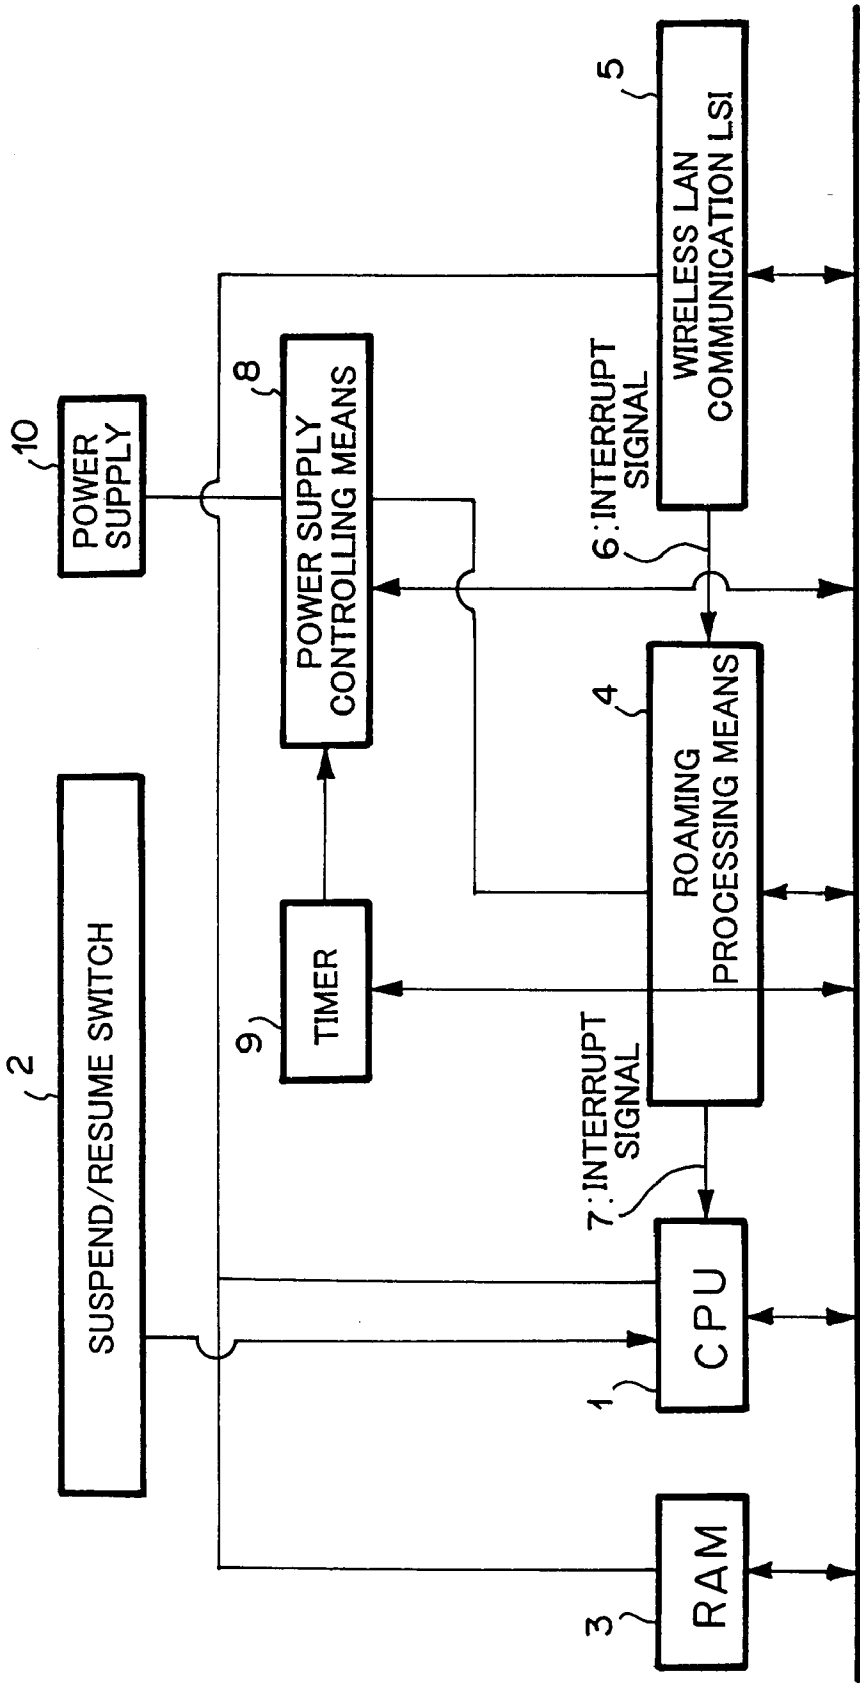 2
SUSPEND/RESUME SWITCH
10
POWER
SUPPLY
9
TIMER
8
POWER SUPPLY
CONTROLLING MEANS
3
RAM
1
CPU
7:INTERRUPT
SIGNAL
4
ROAMING
PROCESSING MEANS
6:INTERRUPT
SIGNAL
5
WIRELESS LAN
COMMUNICATION LSI